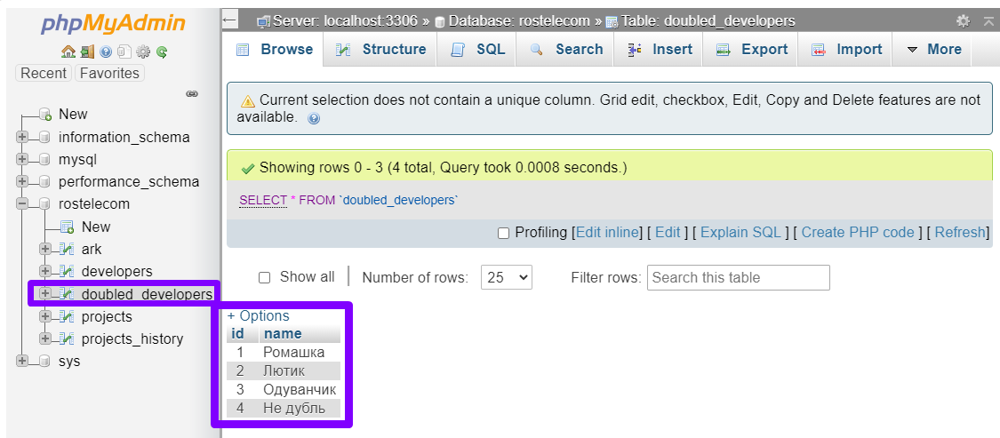 phpMyAdmin
Recent Favorites
New
information_schema
mysql
performance_schema
rostelecom
New
ark
developers
doubled_developers
projects
projects_history
sys
Server: localhost:3306 » Database: rostelecom » Table: doubled_developers
Browse Structure SQL Search Insert Export Import More
Current selection does not contain a unique column. Grid edit, checkbox, Edit, Copy and Delete features are not
available.
Showing rows 0 - 3 (4 total, Query took 0.0008 seconds.)
SELECT * FROM `doubled_developers`
Profiling [Edit inline] [ Edit ] [ Explain SQL ] [ Create PHP code ] [ Refresh]
Show all Number of rows: 25 Filter rows: Search this table
+ Options
id name
1 Ромашка
2 Лютик
3 Одуванчик
4 Не дубль